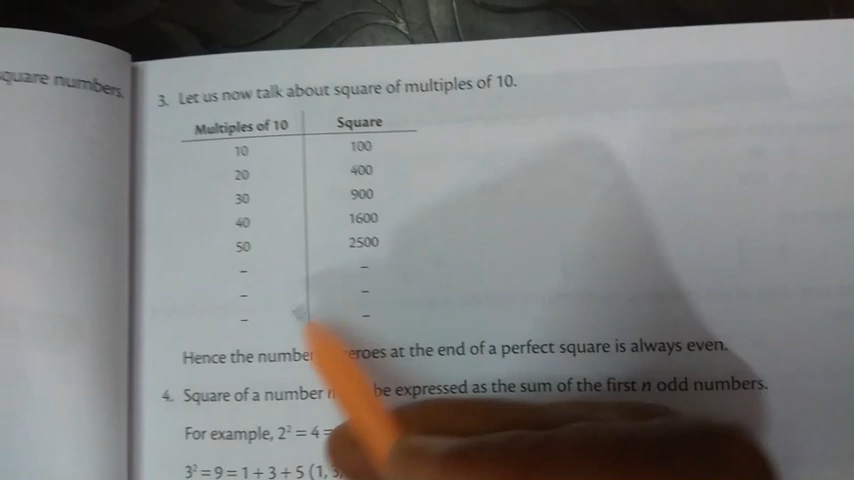 quare numbers.
3. Let us now talk about square of multiples of 10.
Multiples of 10 Square
10 100
20 400
30 900
40 1600
50 2500
– –
– –
– –
Hence the number eroes at the end of a perfect square is always even.
4. Square of a number n be expressed as the sum of the first n odd numbers.
For example, 2² = 4 =
3² = 9 = 1 + 3 + 5 (1, 3,